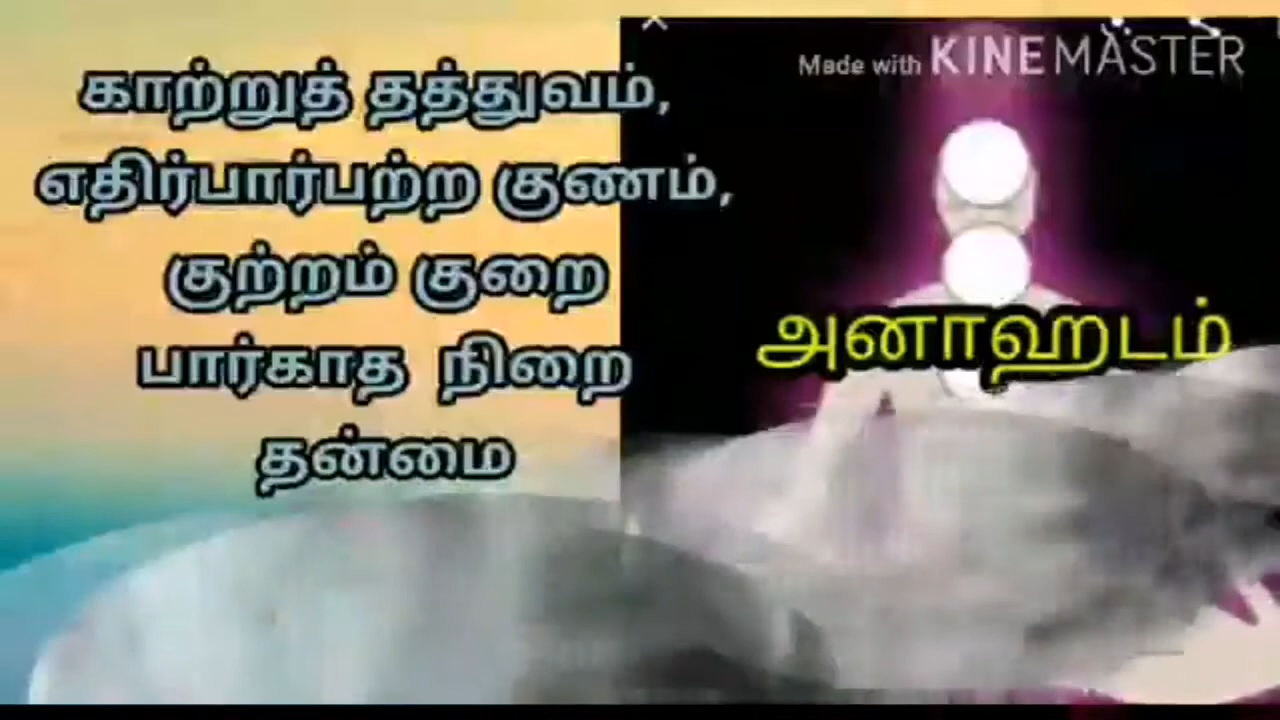 காற்றுத் தத்துவம்,
எதிர்பார்பற்ற குணம்,
குற்றம் குறை
பார்காத நிறை
தன்மை
Made with KINEMASTER
அனாஹடம்